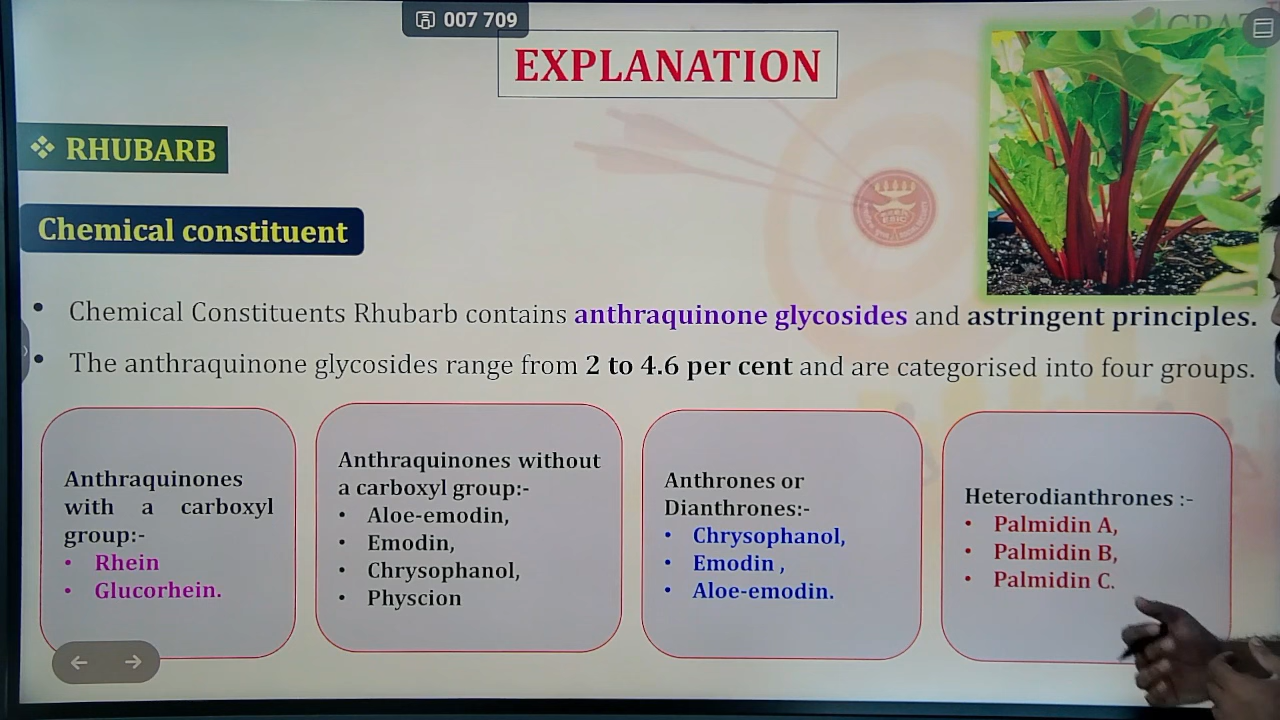 007 709
EXPLANATION
❖ RHUBARB
Chemical constituent
• Chemical Constituents Rhubarb contains anthraquinone glycosides and astringent principles.
• The anthraquinone glycosides range from 2 to 4.6 per cent and are categorised into four groups.
Anthraquinones
with a carboxyl
group:-
• Rhein
• Glucorhein.
Anthraquinones without
a carboxyl group:-
• Aloe-emodin,
• Emodin,
• Chrysophanol,
• Physcion
Anthrones or
Dianthrones:-
• Chrysophanol,
• Emodin ,
• Aloe-emodin.
Heterodianthrones :-
• Palmidin A,
• Palmidin B,
• Palmidin C.